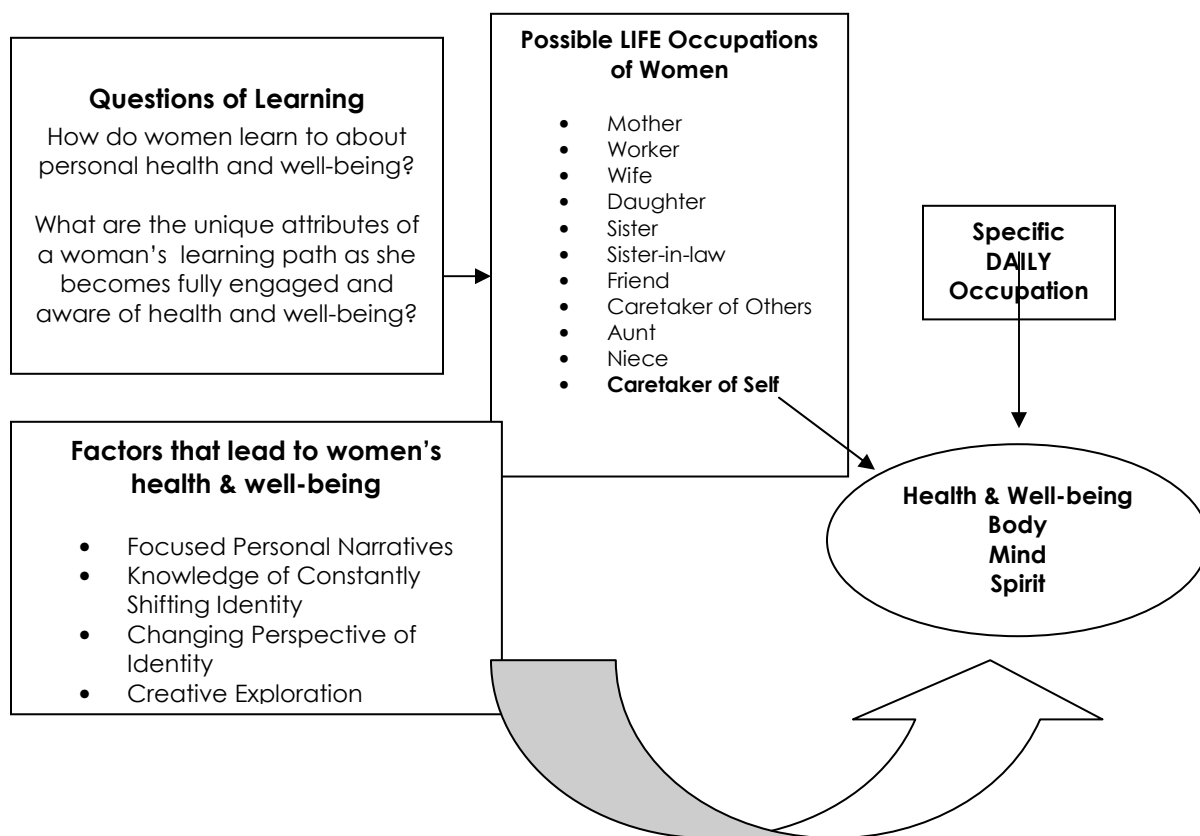 Questions of Learning
How do women learn to about
personal health and well-being?
What are the unique attributes of
a woman’s learning path as she
becomes fully engaged and
aware of health and well-being?
Possible LIFE Occupations
of Women
• Mother
• Worker
• Wife
• Daughter
• Sister
• Sister-in-law
• Friend
• Caretaker of Others
• Aunt
• Niece
• Caretaker of Self
Specific
DAILY
Occupation
Factors that lead to women’s
health & well-being
• Focused Personal Narratives
• Knowledge of Constantly
Shifting Identity
• Changing Perspective of
Identity
• Creative Exploration
Health & Well-being
Body
Mind
Spirit